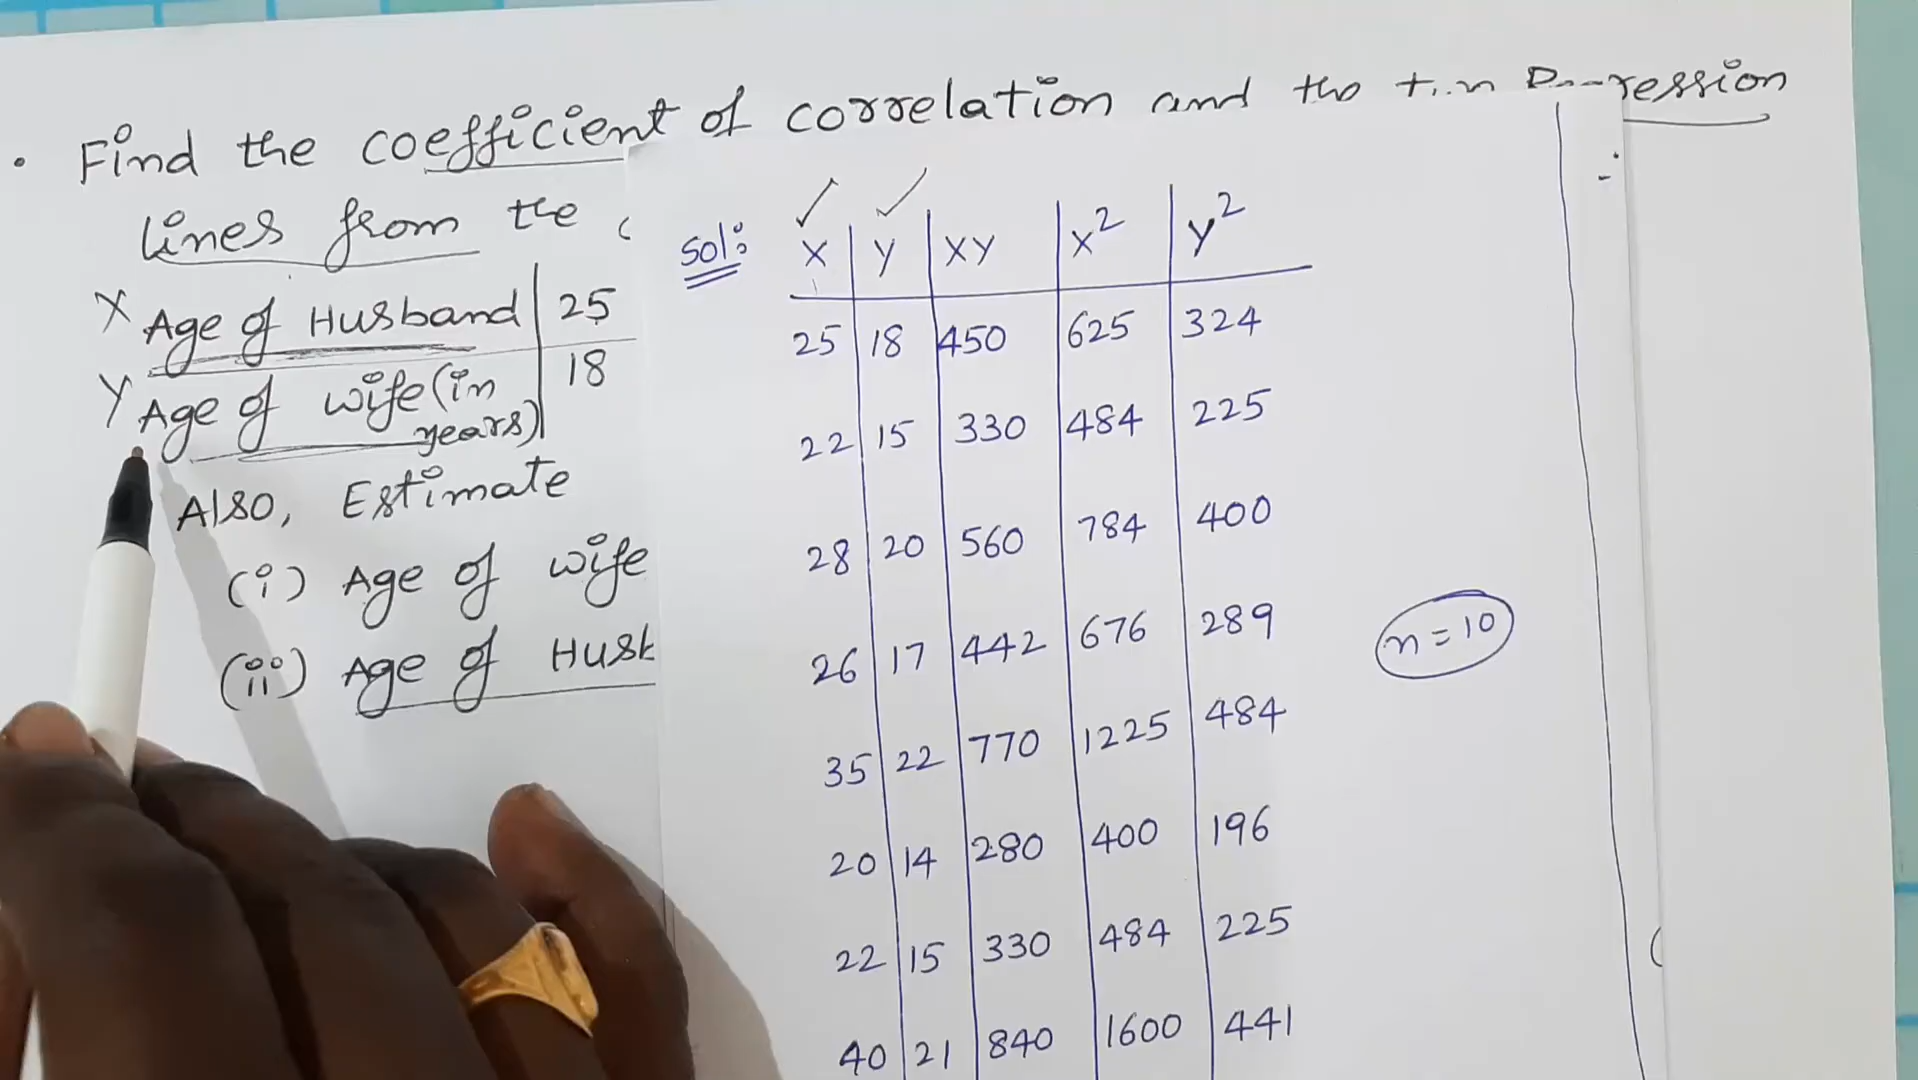 . Find the coefficient of correlation and the
lines from the
X Age of Husband | 25
Y Age of wife (in years) | 18
Also, Estimate
(i) Age of wife
(ii) Age of
Sol:
X | Y | XY | X² | Y²
25 | 18 | 450 | 625 | 324
22 | 15 | 330 | 484 | 225
28 | 20 | 560 | 784 | 400
26 | 17 | 442 | 676 | 289
n = 10
35 | 22 | 770 | 1225 | 484
20 | 14 | 280 | 400 | 196
22 | 15 | 330 | 484 | 225
40 | 21 | 840 | 1600 | 441